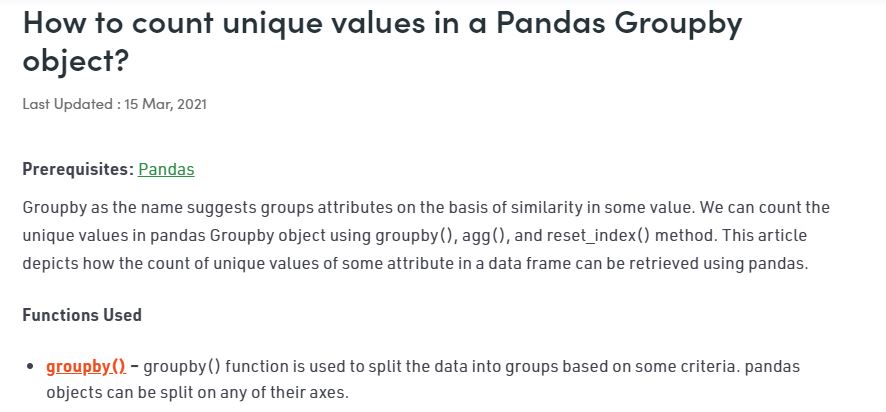 How to count unique values in a Pandas Groupby
object?
Last Updated : 15 Mar, 2021
Prerequisites: Pandas
Groupby as the name suggests groups attributes on the basis of similarity in some value. We can count the
unique values in pandas Groupby object using groupby(), agg(), and reset_index() method. This article
depicts how the count of unique values of some attribute in a data frame can be retrieved using pandas.
Functions Used
• groupby() – groupby() function is used to split the data into groups based on some criteria. pandas
objects can be split on any of their axes.